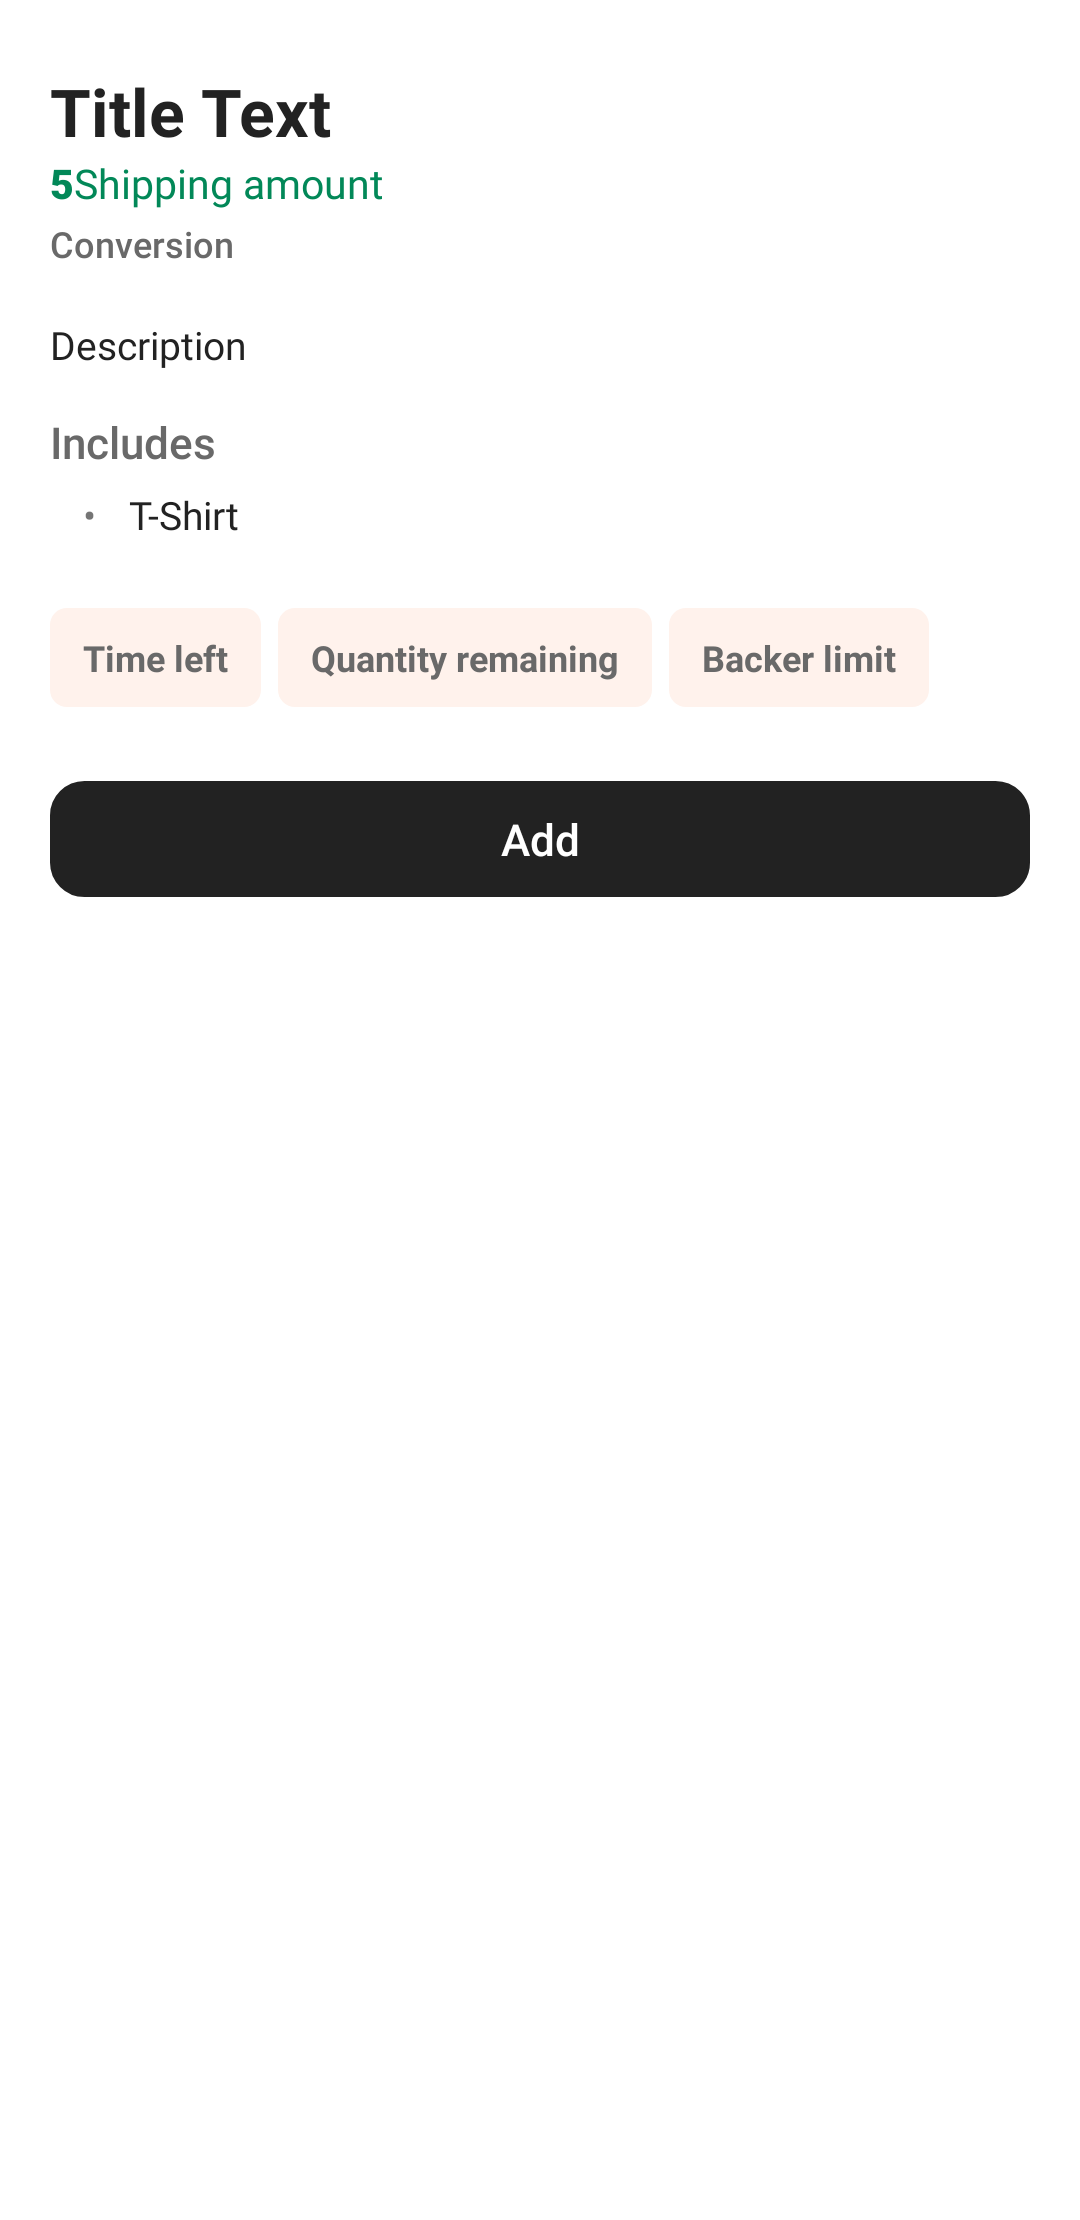 Title Text
5Shipping amount
Conversion
Description
Includes
• T-Shirt
Time left Quantity remaining Backer limit
Add